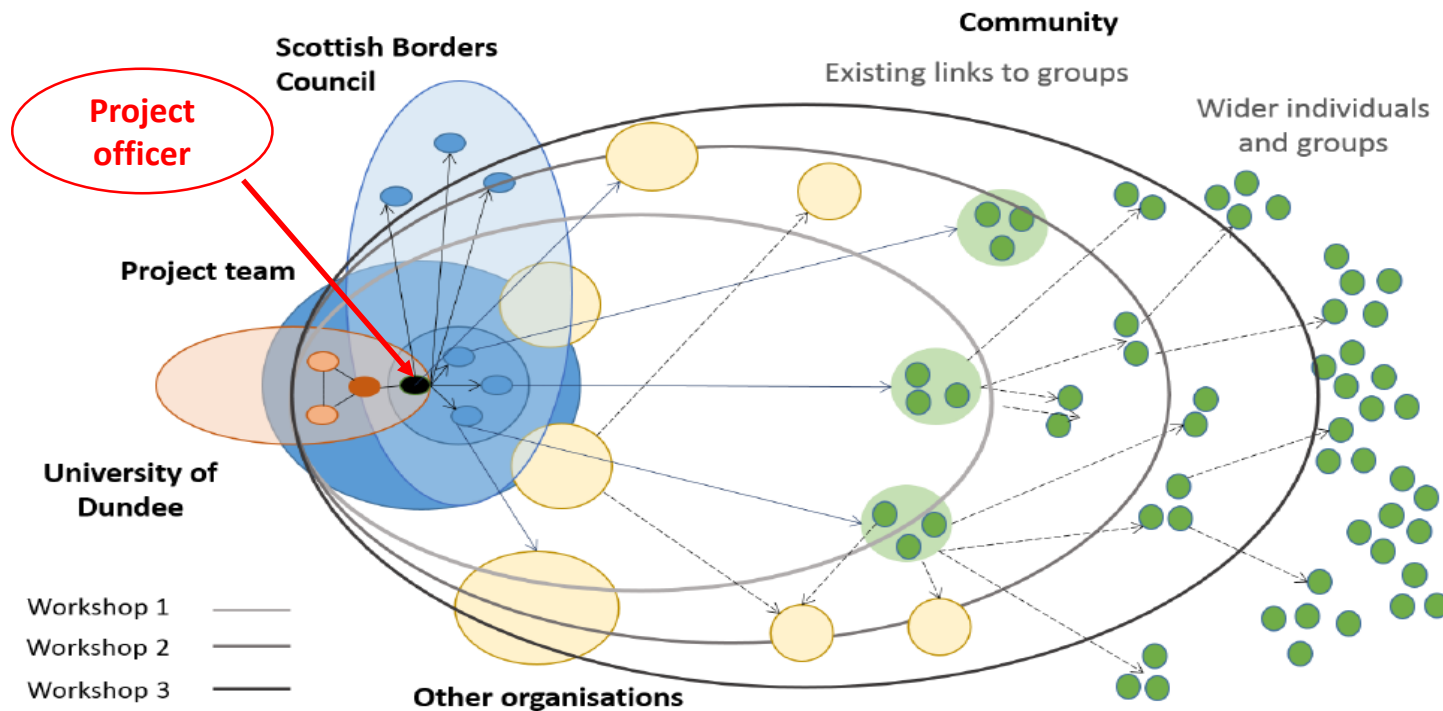 Community
Scottish Borders
Council
Existing links to groups
Project
officer
Wider individuals
and groups
Project team
University of
Dundee
Workshop 1
Workshop 2
Workshop 3
Other organisations